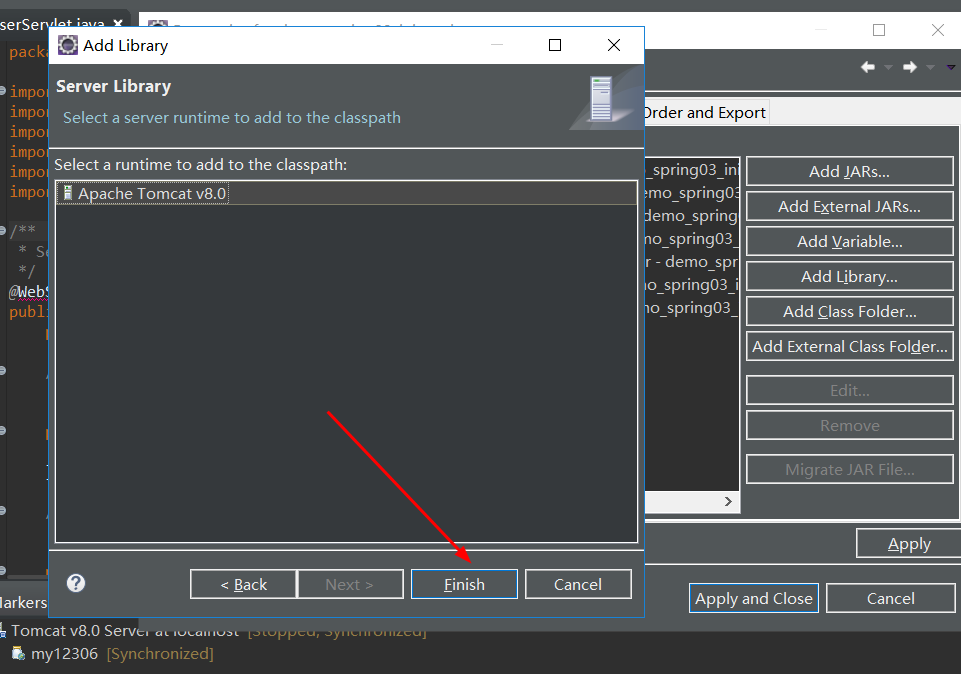 serServlet.java
Add Library
Server Library
Select a server runtime to add to the classpath
Select a runtime to add to the classpath:
Apache Tomcat v8.0
< Back
Next >
Finish
Cancel
Order and Export
_spring03_in
emo_spring03
demo_spring
mo_spring03_
r - demo_spr
no_spring03_i
no_spring03_
Add JARs...
Add External JARs...
Add Variable...
Add Library...
Add Class Folder...
Add External Class Folder...
Edit...
Remove
Migrate JAR File...
Apply
Apply and Close
Cancel
packa
impor
impor
impor
impor
impor
impor
/**
* Se
*/
@WebS
publi
Markers
Tomcat v8.0 Server at localhost [Stopped, Synchronized]
my12306 [Synchronized]